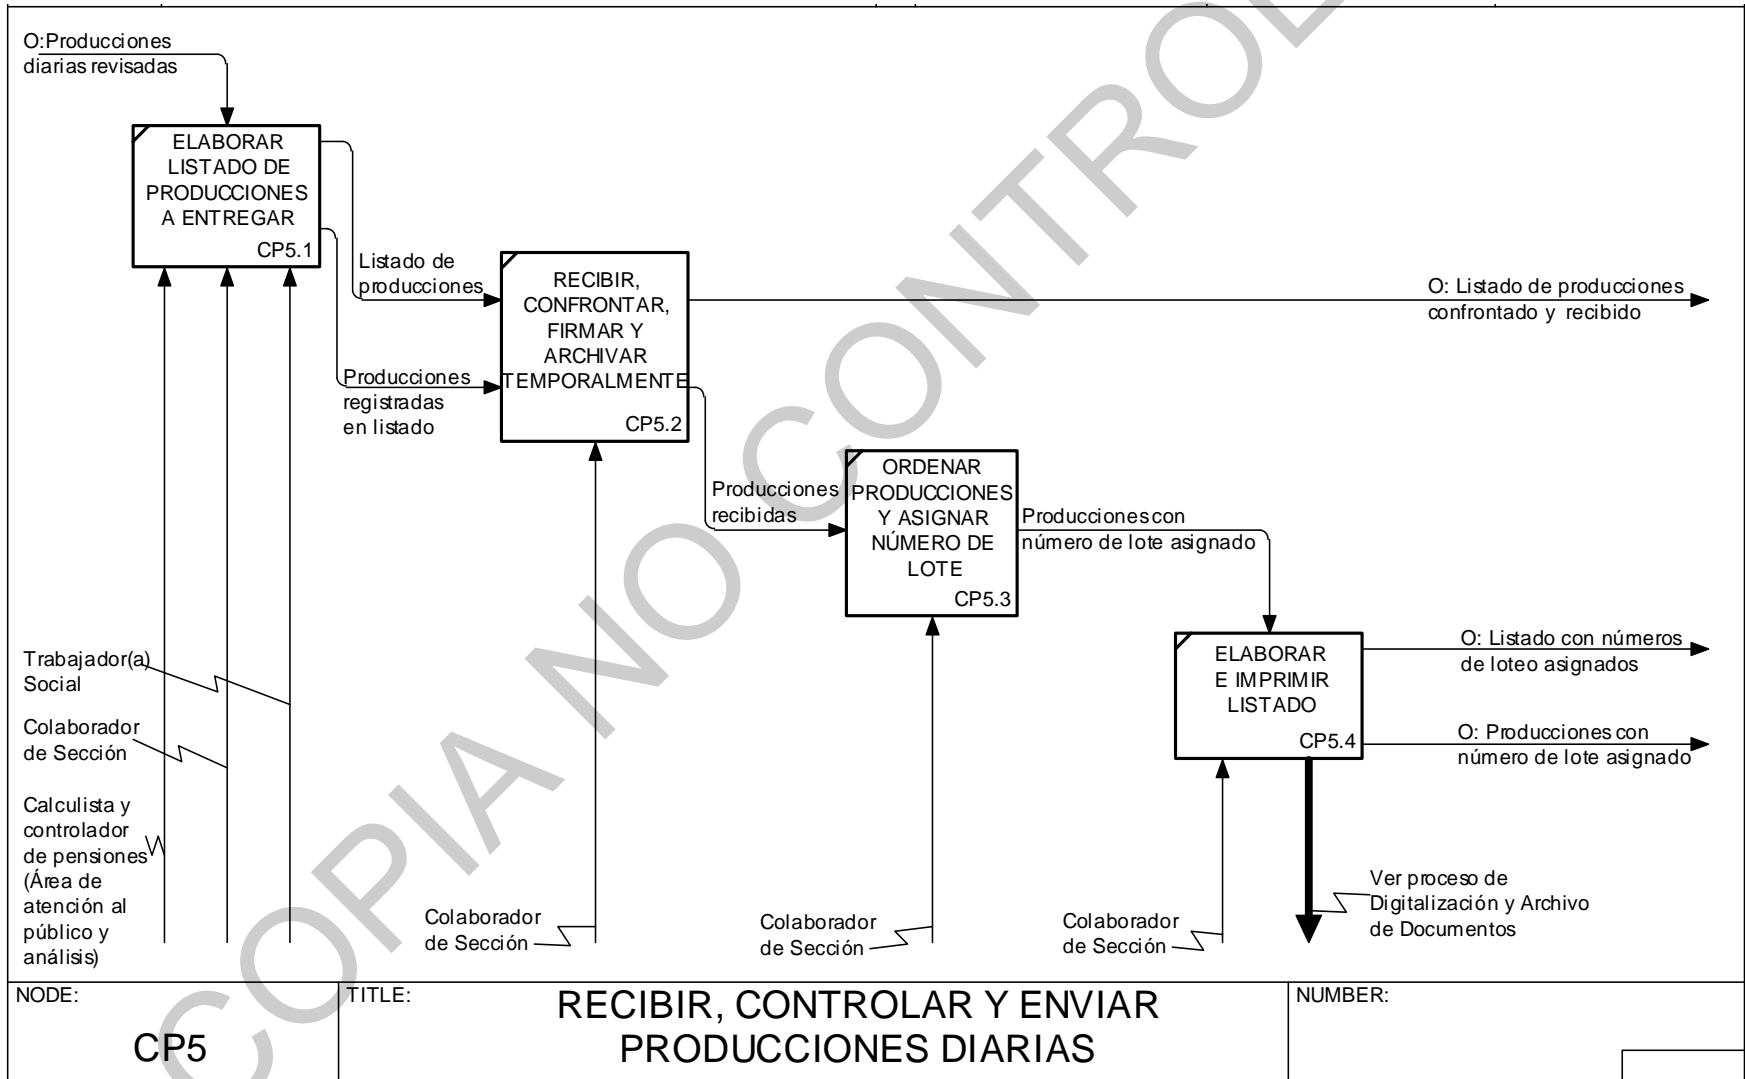 O:Producciones
diarias revisadas
ELABORAR
LISTADO DE
PRODUCCIONES
A ENTREGAR
CP5.1
Listado de
producciones
Producciones
registradas
en listado
RECIBIR,
CONFRONTAR,
FIRMAR Y
ARCHIVAR
TEMPORALMENTE
CP5.2
O: Listado de producciones
confrontado y recibido
Producciones
recibidas
ORDENAR
PRODUCCIONES
Y ASIGNAR
NÚMERO DE
LOTE
CP5.3
Producciones con
número de lote asignado
ELABORAR
E IMPRIMIR
LISTADO
CP5.4
O: Listado con números
de loteo asignados
O: Producciones con
número de lote asignado
Trabajador(a)
Social
Colaborador
de Sección
Calculista y
controlador
de pensiones
(Área de
atención al
público y
análisis)
Colaborador
de Sección
Colaborador
de Sección
Colaborador
de Sección
Ver proceso de
Digitalización y Archivo
de Documentos
COPIA NO CONTROL
NODE:
CP5
TITLE:
RECIBIR, CONTROLAR Y ENVIAR
PRODUCCIONES DIARIAS
NUMBER: